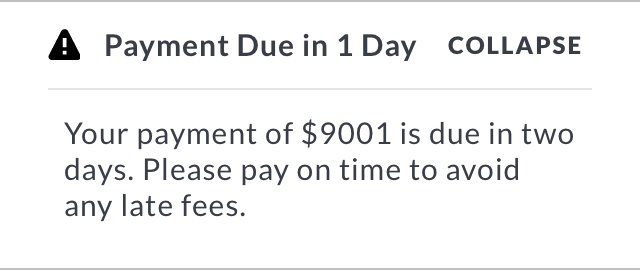 Payment Due in 1 Day COLLAPSE
Your payment of $9001 is due in two
days. Please pay on time to avoid
any late fees.